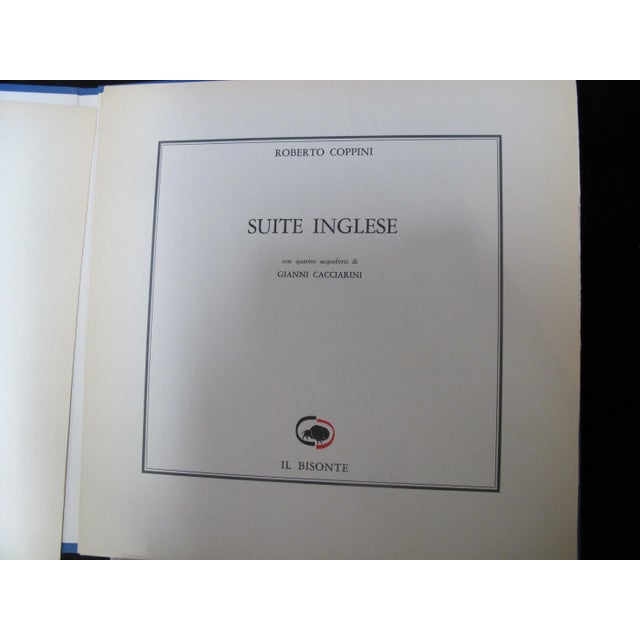 ROBERTO COPPINI
SUITE INGLESE
con quattro acqueforti di
GIANNI CACCIARINI
IL BISONTE